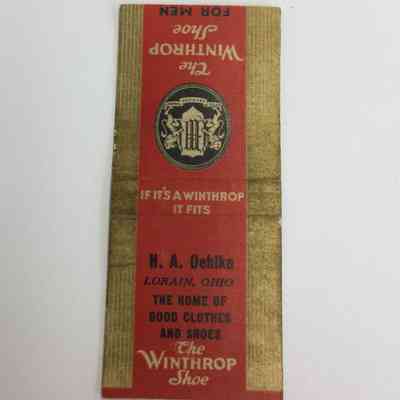 FOR MEN
The
WINTHROP
Shoe
IF IT'S A WINTHROP
IT FITS
H. A. Oehlke
LORAIN, OHIO
THE HOME OF
GOOD CLOTHES
AND SHOES
The
WINTHROP
Shoe